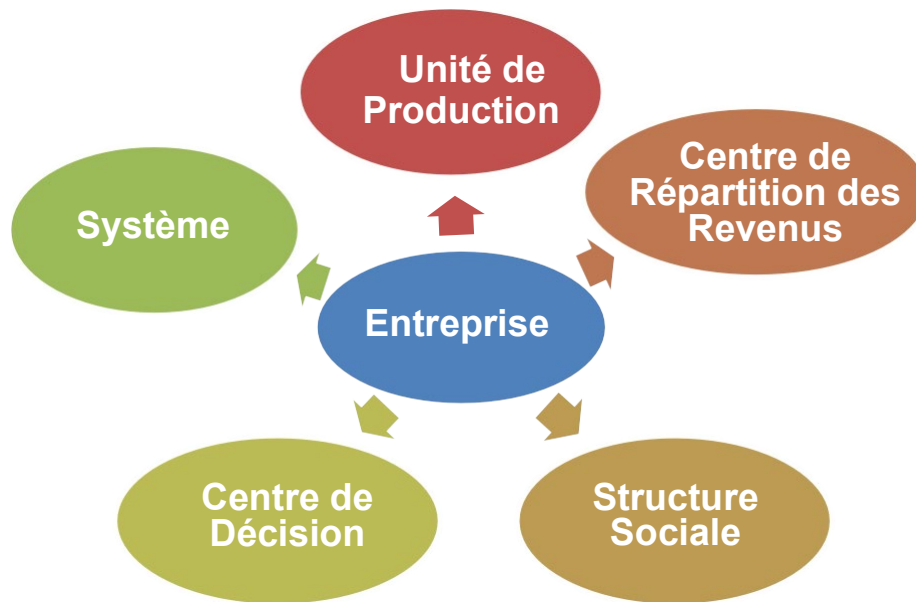 Unité de
Production
Centre de
Répartition des
Revenus
Système
Entreprise
Centre de
Décision
Structure
Sociale